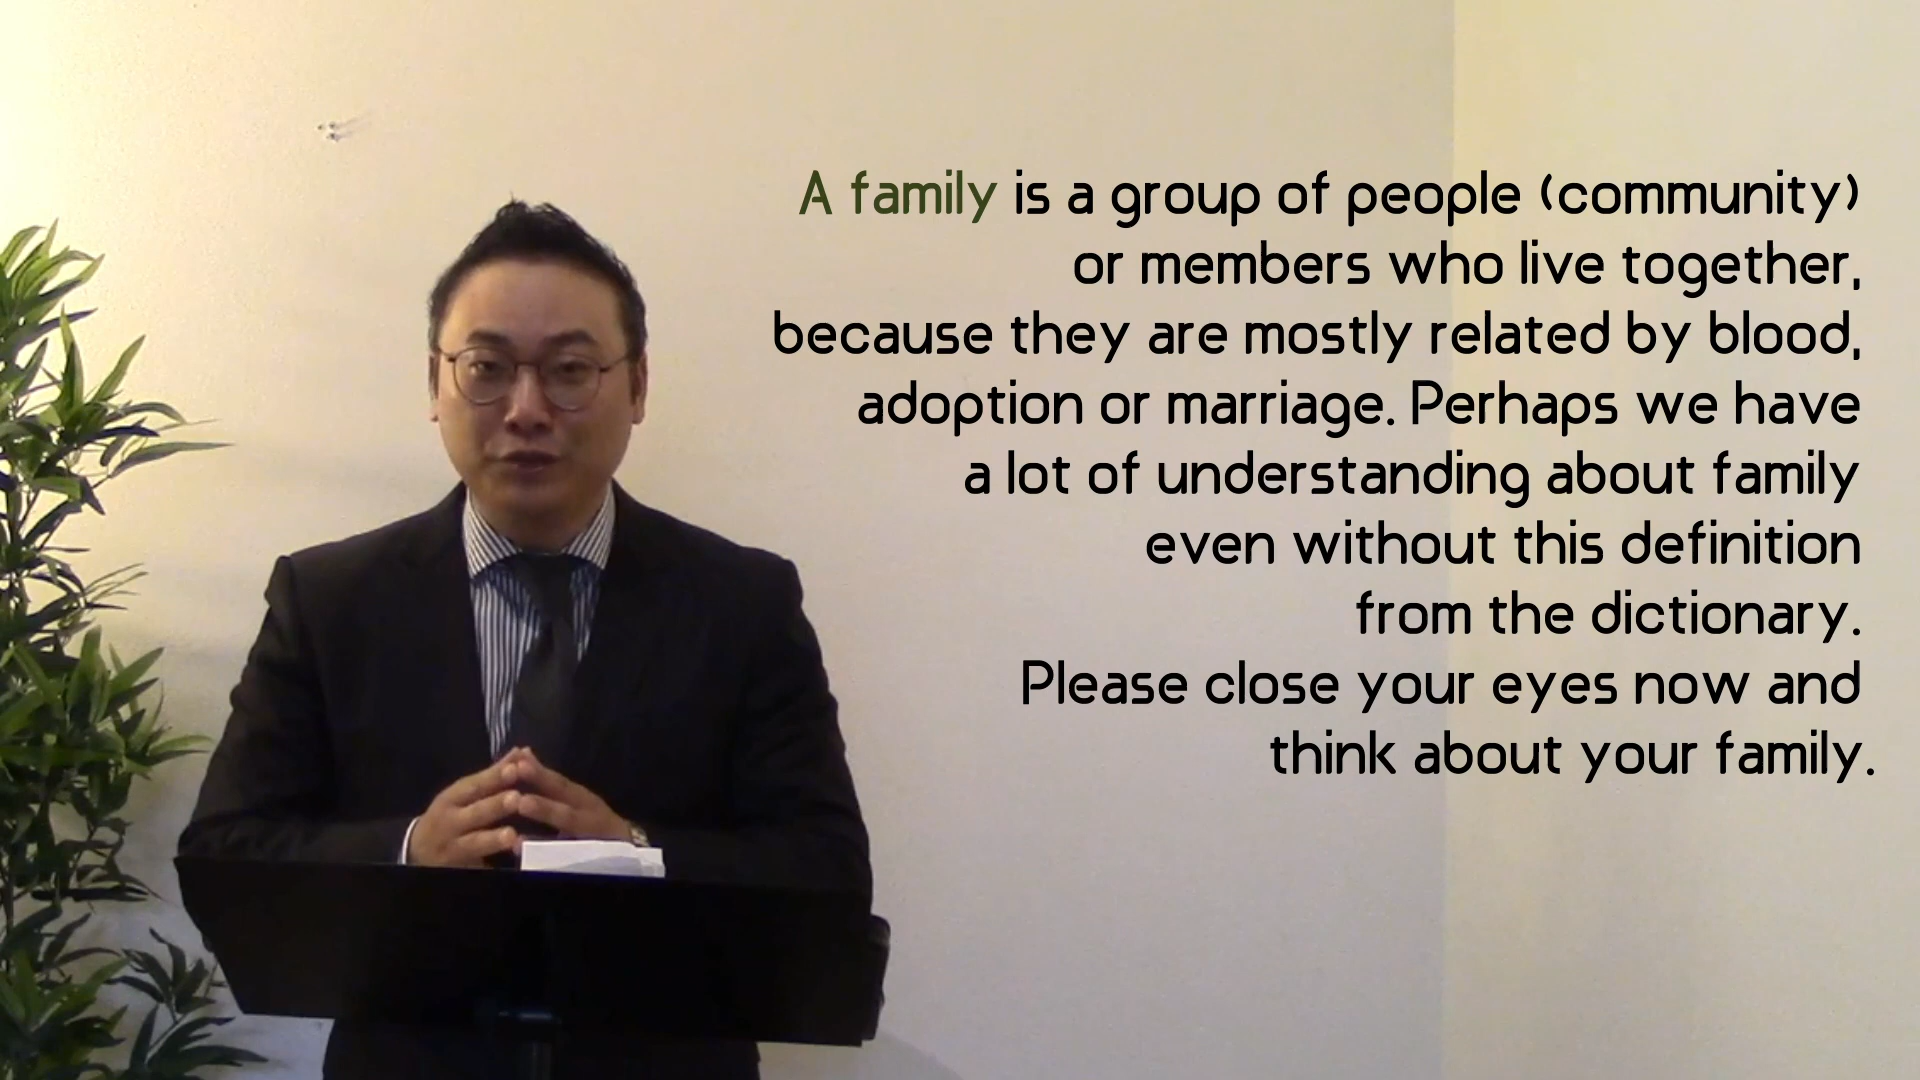 A family is a group of people (community)
or members who live together,
because they are mostly related by blood,
adoption or marriage. Perhaps we have
a lot of understanding about family
even without this definition
from the dictionary.
Please close your eyes now and
think about your family.